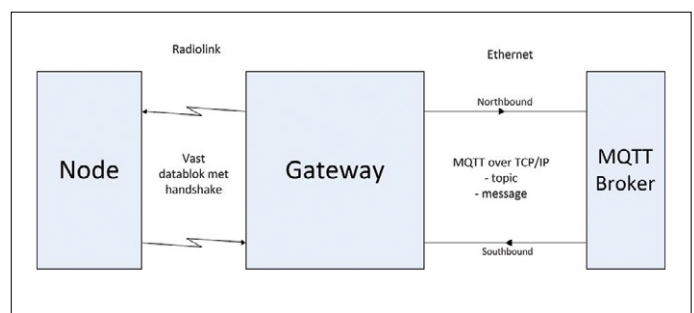 Radiolink
Ethernet
Node
Vast
datablok met
handshake
Gateway
Northbound
MQTT over TCP/IP
- topic
- message
Southbound
MQTT
Broker